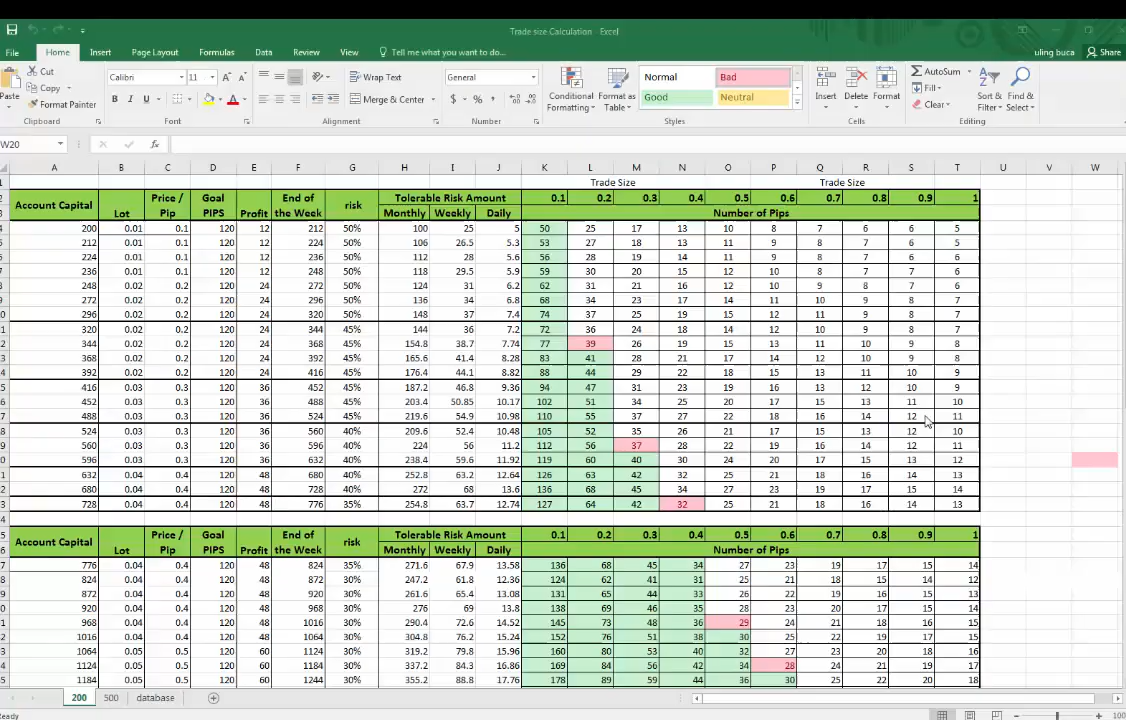 Trade size Calculation - Excel
File Home Insert Page Layout Formulas Data Review View Tell me what you want to do... uling buca Share
Cut Calibri 11 Wrap Text General Normal Bad AutoSum
Copy Fill
Paste Format Painter B I U Merge & Center $ % Conditional Formatting Format as Table Good Neutral Insert Delete Format Clear Sort & Filter Find & Select
Clipboard Font Alignment Number Styles Cells Editing
W20 fx
A B C D E F G H I J K L M N O P Q R S T U V W
1 Trade Size Trade Size
2 Account Capital Lot Price / Pip Goal PIPS Profit End of the Week risk Tolerable Risk Amount 0.1 0.2 0.3 0.4 0.5 0.6 0.7 0.8 0.9 1
3 Monthly Weekly Daily Number of Pips
4 200 0.01 0.1 120 12 212 50% 100 25 5 50 25 17 13 10 8 7 6 6 5
5 212 0.01 0.1 120 12 224 50% 106 26.5 5.3 53 27 18 13 11 9 8 7 6 5
6 224 0.01 0.1 120 12 236 50% 112 28 5.6 56 28 19 14 11 9 8 7 6 6
7 236 0.01 0.1 120 12 248 50% 118 29.5 5.9 59 30 20 15 12 10 8 7 7 6
8 248 0.02 0.2 120 24 272 50% 124 31 6.2 62 31 21 16 12 10 9 8 7 6
9 272 0.02 0.2 120 24 296 50% 136 34 6.8 68 34 23 17 14 11 10 9 8 7
0 296 0.02 0.2 120 24 320 50% 148 37 7.4 74 37 25 19 15 12 11 9 8 7
1 320 0.02 0.2 120 24 344 45% 144 36 7.2 72 36 24 18 14 12 10 9 8 7
2 344 0.02 0.2 120 24 368 45% 154.8 38.7 7.74 77 39 26 19 15 13 11 10 9 8
3 368 0.02 0.2 120 24 392 45% 165.6 41.4 8.28 83 41 28 21 17 14 12 10 9 8
4 392 0.02 0.2 120 24 416 45% 176.4 44.1 8.82 88 44 29 22 18 15 13 11 10 9
5 416 0.03 0.3 120 36 452 45% 187.2 46.8 9.36 94 47 31 23 19 16 13 12 10 9
6 452 0.03 0.3 120 36 488 45% 203.4 50.85 10.17 102 51 34 25 20 17 15 13 11 10
7 488 0.03 0.3 120 36 524 45% 219.6 54.9 10.98 110 55 37 27 22 18 16 14 12 11
8 524 0.03 0.3 120 36 560 40% 209.6 52.4 10.48 105 52 35 26 21 17 15 13 12 10
9 560 0.03 0.3 120 36 596 40% 224 56 11.2 112 56 37 28 22 19 16 14 12 11
0 596 0.03 0.3 120 36 632 40% 238.4 59.6 11.92 119 60 40 30 24 20 17 15 13 12
1 632 0.04 0.4 120 48 680 40% 252.8 63.2 12.64 126 63 42 32 25 21 18 16 14 13
2 680 0.04 0.4 120 48 728 40% 272 68 13.6 136 68 45 34 27 23 19 17 15 14
3 728 0.04 0.4 120 48 776 35% 254.8 63.7 12.74 127 64 42 32 25 21 18 16 14 13
4
5 Account Capital Lot Price / Pip Goal PIPS Profit End of the Week risk Tolerable Risk Amount 0.1 0.2 0.3 0.4 0.5 0.6 0.7 0.8 0.9 1
6 Monthly Weekly Daily Number of Pips
7 776 0.04 0.4 120 48 824 35% 271.6 67.9 13.58 136 68 45 34 27 23 19 17 15 14
8 824 0.04 0.4 120 48 872 30% 247.2 61.8 12.36 124 62 41 31 25 21 18 15 14 12
9 872 0.04 0.4 120 48 920 30% 261.6 65.4 13.08 131 65 44 33 26 22 19 16 15 13
0 920 0.04 0.4 120 48 968 30% 276 69 13.8 138 69 46 35 28 23 20 17 15 14
1 968 0.04 0.4 120 48 1016 30% 290.4 72.6 14.52 145 73 48 36 29 24 21 18 16 15
2 1016 0.04 0.4 120 48 1064 30% 304.8 76.2 15.24 152 76 51 38 30 25 22 19 17 15
3 1064 0.05 0.5 120 60 1124 30% 319.2 79.8 15.96 160 80 53 40 32 27 23 20 18 16
4 1124 0.05 0.5 120 60 1184 30% 337.2 84.3 16.86 169 84 56 42 34 28 24 21 19 17
5 1184 0.05 0.5 120 60 1244 30% 355.2 88.8 17.76 178 89 59 44 36 30 25 22 20 18
200 500 database
Ready 100